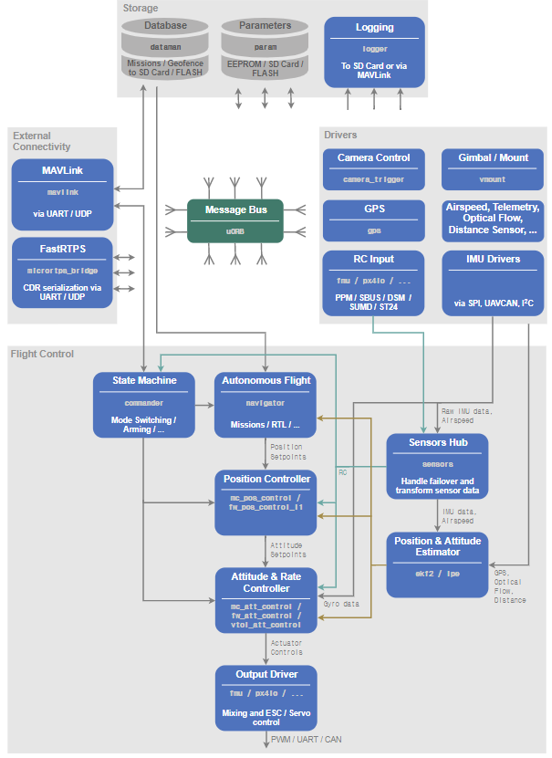 Storage
Database
dataman
Missions / Geofence
to SD Card / FLASH
Parameters
param
EEPROM / SD Card /
FLASH
Logging
logger
To SD Card or via
MAVLink
External
Connectivity
MAVLink
mavlink
via UART / UDP
FastRTPS
micrortps_bridge
CDR serialization via
UART / UDP
Message Bus
uORB
Drivers
Camera Control
camera_trigger
Gimbal / Mount
vmount
GPS
gps
Airspeed, Telemetry,
Optical Flow,
Distance Sensor, ...
RC Input
fmu / px4io / ...
PPM / SBUS / DSM /
SUMD / ST24
IMU Drivers
via SPI, UAVCAN, I²C
Flight Control
State Machine
commander
Mode Switching /
Arming / ...
Autonomous Flight
navigator
Missions / RTL / ...
Raw IMU data,
Airspeed
Position
Setpoints
RC
Sensors Hub
sensors
Handle failover and
transform sensor data
Position Controller
mc_pos_control /
fw_pos_control_l1
IMU data,
Airspeed
Attitude
Setpoints
Position & Attitude
Estimator
ekf2 / lpe
GPS,
Optical
Flow,
Distance
Attitude & Rate
Controller
mc_att_control /
fw_att_control /
vtol_att_control
Gyro data
Actuator
Controls
Output Driver
fmu / px4io / ...
Mixing and ESC / Servo
control
PWM / UART / CAN